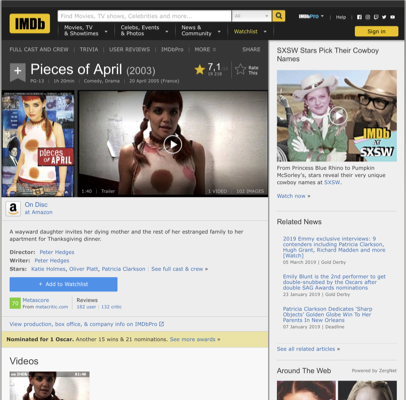 IMDb
Find Movies, TV shows, Celebrities and more...
All
IMDbPro
Help
Movies, TV & Showtimes
Celebs, Events & Photos
News & Community
Watchlist
Sign in
FULL CAST AND CREW | TRIVIA | USER REVIEWS | IMDbPro | MORE
SHARE
Pieces of April (2003)
PG-13 | 1h 20min | Comedy, Drama | 20 April 2005 (France)
7,1
Rate This
pieces of APRIL
1:40 | Trailer
1 VIDEO | 102 IMAGES
On Disc
at Amazon
A wayward daughter invites her dying mother and the rest of her estranged family to her
apartment for Thanksgiving dinner.
Director: Peter Hedges
Writer: Peter Hedges
Stars: Katie Holmes, Oliver Platt, Patricia Clarkson | See full cast & crew »
+ Add to Watchlist
Metascore
From metacritic.com
Reviews
182 user | 132 critic
View production, box office, & company info on IMDbPro
Nominated for 1 Oscar. Another 15 wins & 21 nominations. See more awards »
Videos
SXSW Stars Pick Their Cowboy
Names
IMDb
AT
SXSW
From Princess Blue Rhino to Pumpkin
McSorley's, stars reveal their very unique
cowboy names at SXSW.
Watch now »
Related News
2019 Emmy exclusive interviews: 9
contenders including Patricia Clarkson,
Hugh Grant, Richard Madden and more
[Watch]
05 March 2019 | Gold Derby
Emily Blunt is the 2nd performer to get
double-snubbed by the Oscars after
double SAG Awards nominations
23 January 2019 | Gold Derby
Patricia Clarkson Dedicates 'Sharp
Objects' Golden Globe Win To Her
Parents In New Orleans
07 January 2019 | Deadline
See all related articles »
Around The Web
Powered by ZergNet